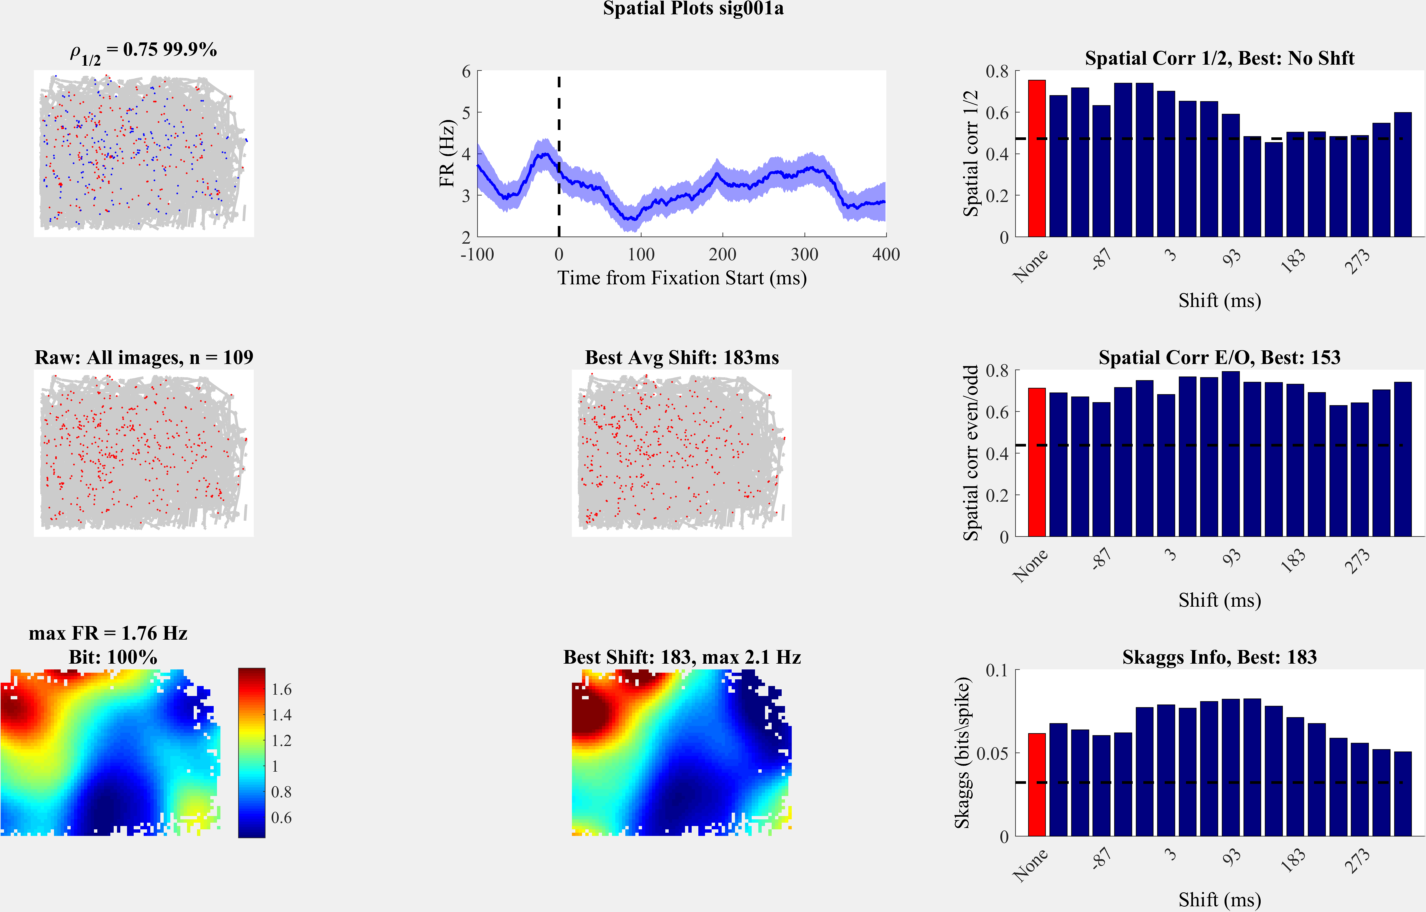 Spatial Plots sig001a
ρ1/2 = 0.75 99.9%
6
5
4
3
2
FR (Hz)
-100
0
100
200
300
400
Time from Fixation Start (ms)
Spatial Corr 1/2, Best: No Shft
0.8
0.6
0.4
0.2
0
Spatial corr 1/2
None
-87
3
93
183
273
Shift (ms)
Raw: All images, n = 109
Best Avg Shift: 183ms
Spatial Corr E/O, Best: 153
0.8
0.6
0.4
0.2
0
Spatial corr even/odd
None
-87
3
93
183
273
Shift (ms)
max FR = 1.76 Hz
Bit: 100%
1.6
1.4
1.2
1
0.8
0.6
Best Shift: 183, max 2.1 Hz
Skaggs Info, Best: 183
0.1
0.05
0
Skaggs (bits\spike)
None
-87
3
93
183
273
Shift (ms)